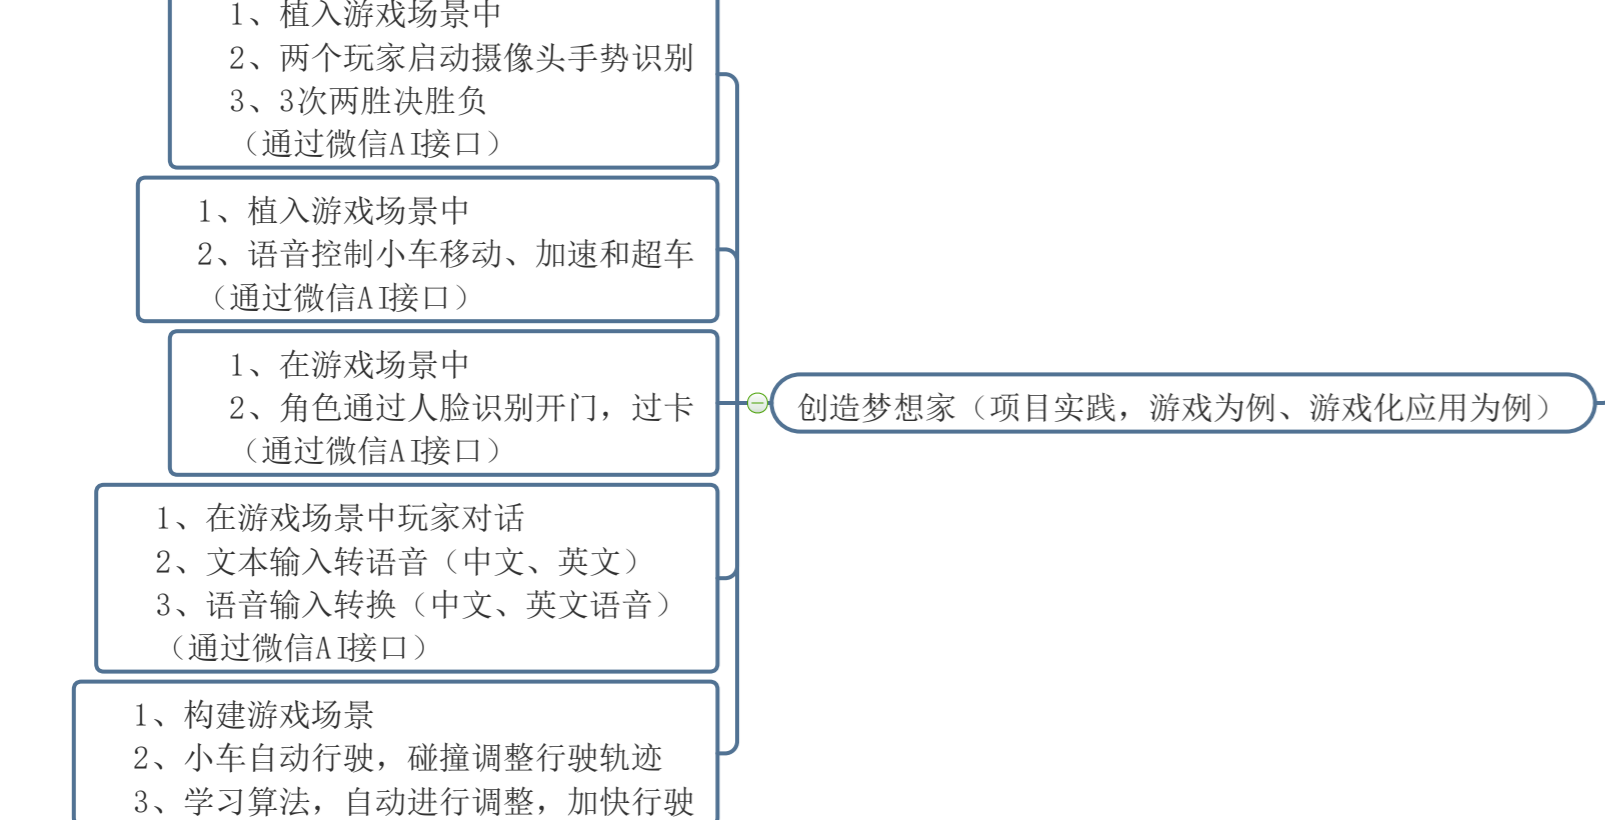 1、植入游戏场景中
2、两个玩家启动摄像头手势识别
3、3次两胜决胜负
（通过微信AI接口）
1、植入游戏场景中
2、语音控制小车移动、加速和超车
（通过微信AI接口）
1、在游戏场景中
2、角色通过人脸识别开门，过卡
（通过微信AI接口）
1、在游戏场景中玩家对话
2、文本输入转语音（中文、英文）
3、语音输入转换（中文、英文语音）
（通过微信AI接口）
1、构建游戏场景
2、小车自动行驶，碰撞调整行驶轨迹
3、学习算法，自动进行调整，加快行驶
创造梦想家（项目实践，游戏为例、游戏化应用为例）